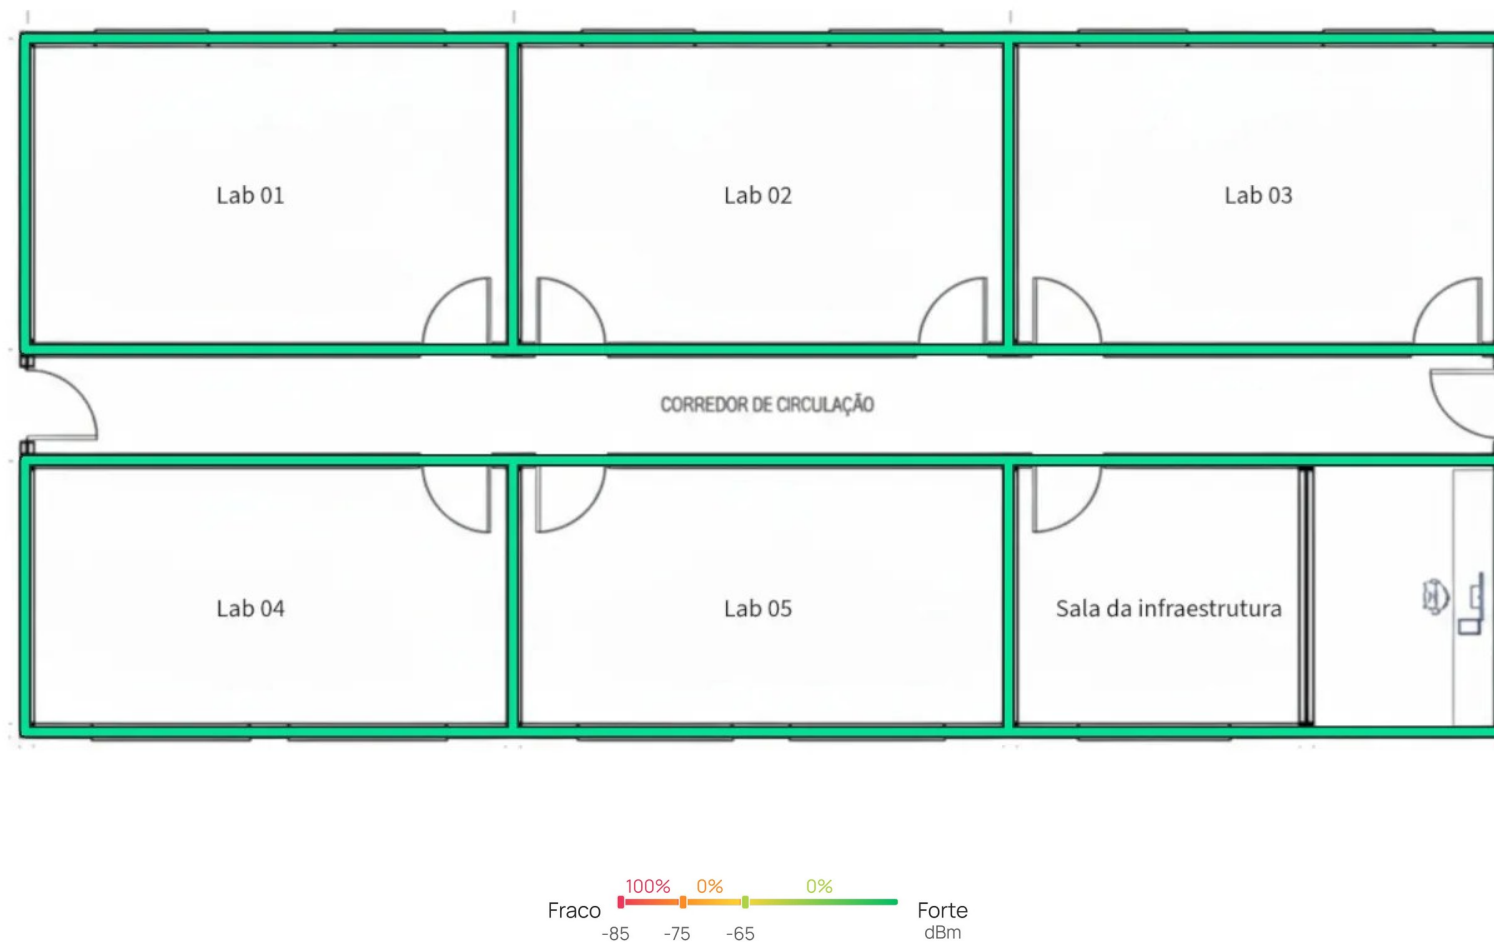 Lab 01
Lab 02
Lab 03
CORREDOR DE CIRCULAÇÃO
Lab 04
Lab 05
Sala da infraestrutura
100%
0%
0%
Fraco
Forte
-85
-75
-65
dBm